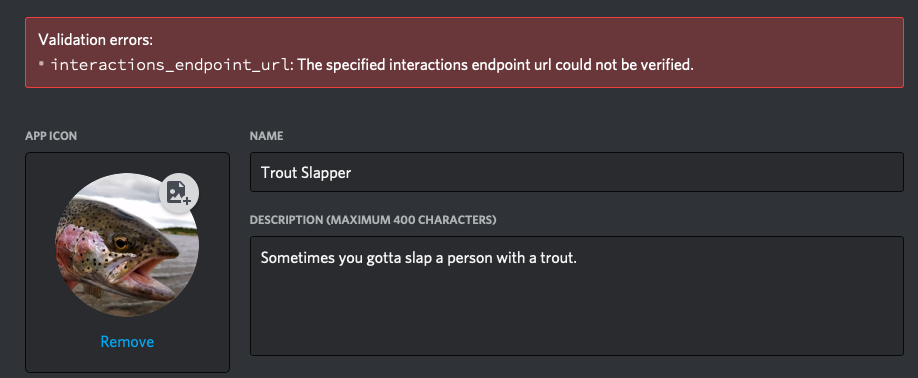 Validation errors:
• interactions_endpoint_url: The specified interactions endpoint url could not be verified.
APP ICON
NAME
Trout Slapper
DESCRIPTION (MAXIMUM 400 CHARACTERS)
Sometimes you gotta slap a person with a trout.
Remove